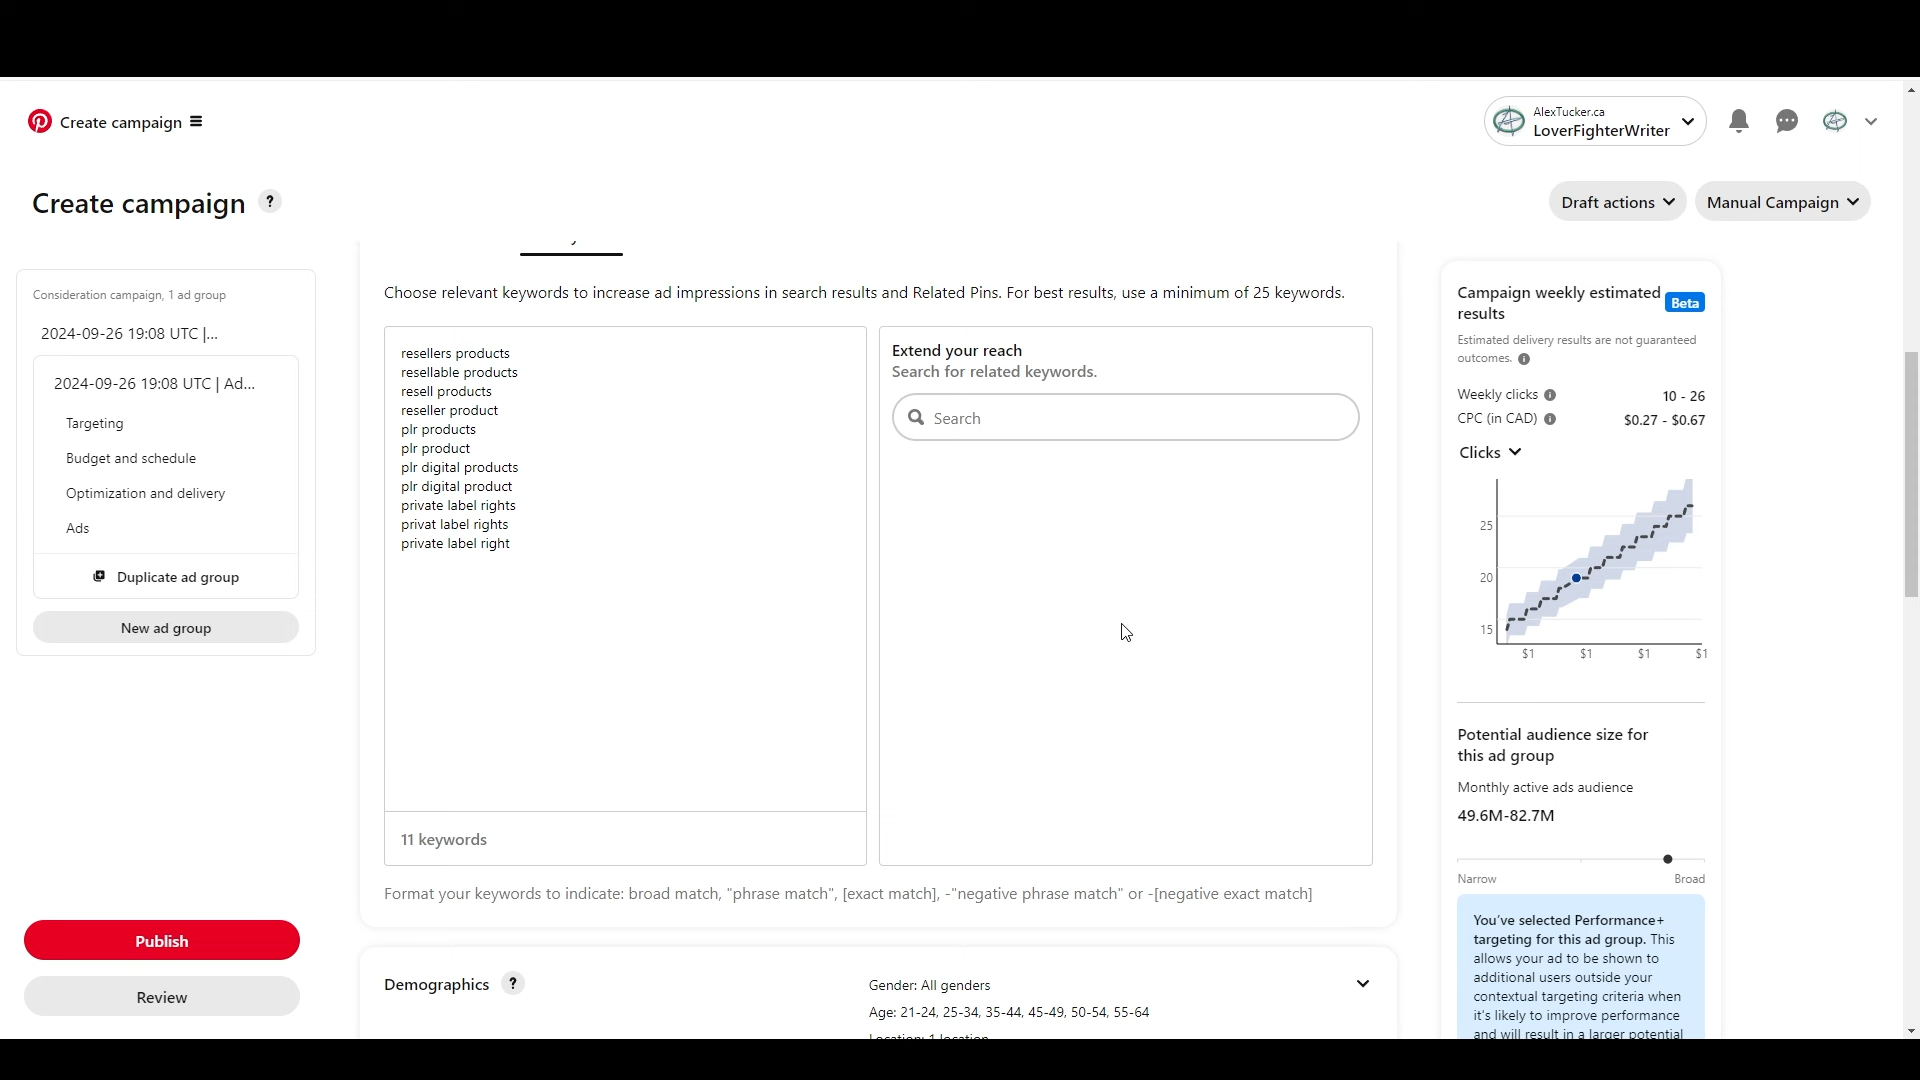 Create campaign
AlexTucker.ca
LoverFighterWriter
Create campaign ?
Draft actions
Manual Campaign
Consideration campaign, 1 ad group
2024-09-26 19:08 UTC |...
2024-09-26 19:08 UTC | Ad...
Targeting
Budget and schedule
Optimization and delivery
Ads
Duplicate ad group
New ad group
Publish
Review
Choose relevant keywords to increase ad impressions in search results and Related Pins. For best results, use a minimum of 25 keywords.
resellers products
resellable products
resell products
reseller product
plr products
plr product
plr digital products
plr digital product
private label rights
privat label rights
private label right
11 keywords
Extend your reach
Search for related keywords.
Search
Format your keywords to indicate: broad match, "phrase match", [exact match], -"negative phrase match" or -[negative exact match]
Demographics ?
Gender: All genders
Age: 21-24, 25-34, 35-44, 45-49, 50-54, 55-64
Location: 1 location
Campaign weekly estimated
results
Beta
Estimated delivery results are not guaranteed
outcomes.
Weekly clicks 10 - 26
CPC (in CAD) $0.27 - $0.67
Clicks
25
20
15
$1 $1 $1 $1
Potential audience size for
this ad group
Monthly active ads audience
49.6M-82.7M
Narrow Broad
You've selected Performance+
targeting for this ad group. This
allows your ad to be shown to
additional users outside your
contextual targeting criteria when
it's likely to improve performance
and will result in a larger potential